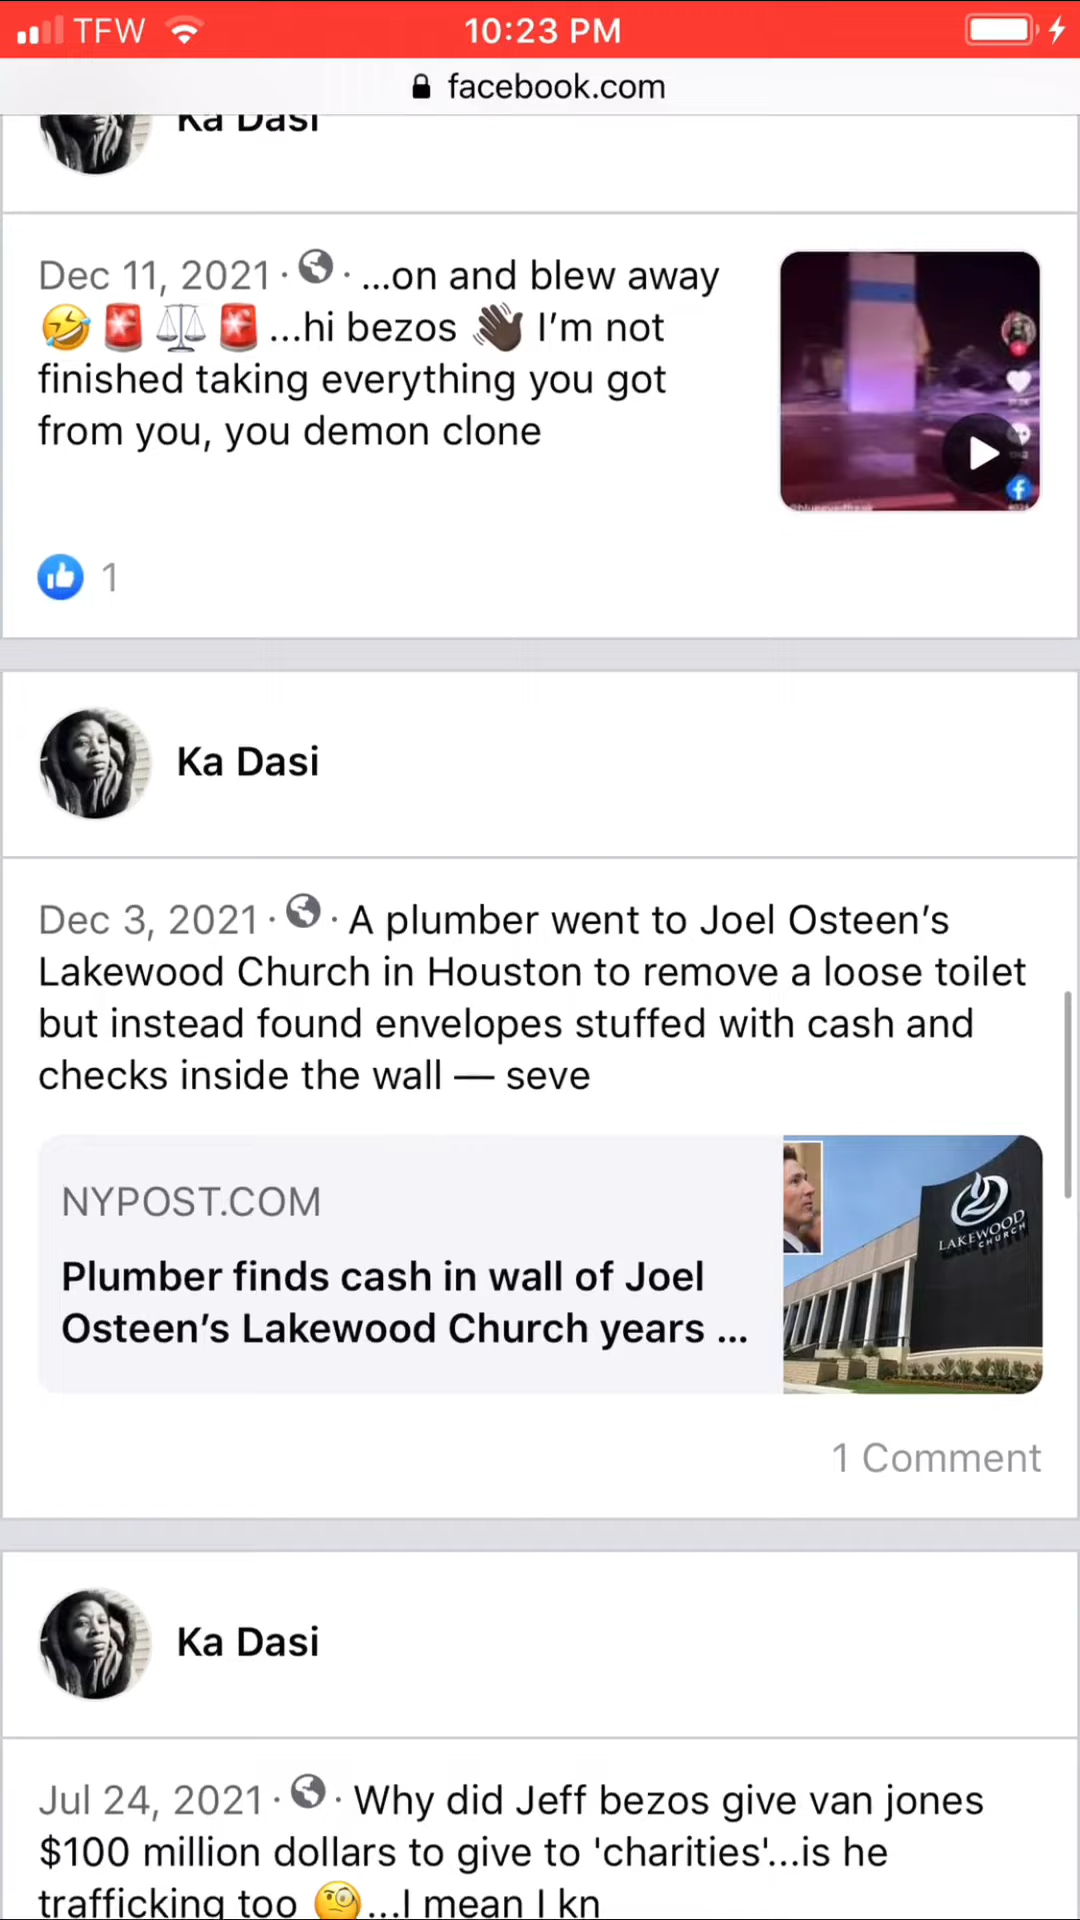 TFW 10:23 PM
facebook.com
Ka Dasi
Dec 11, 2021 · · ...on and blew away
🤣 🚨 ⚖️ 🚨 ...hi bezos 👋🏿 I’m not
finished taking everything you got
from you, you demon clone
1
Ka Dasi
Dec 3, 2021 · · A plumber went to Joel Osteen’s
Lakewood Church in Houston to remove a loose toilet
but instead found envelopes stuffed with cash and
checks inside the wall — seve
NYPOST.COM
Plumber finds cash in wall of Joel
Osteen’s Lakewood Church years ...
LAKEWOOD
CHURCH
1 Comment
Ka Dasi
Jul 24, 2021 · · Why did Jeff bezos give van jones
$100 million dollars to give to 'charities'...is he
trafficking too 🧐...I mean I kn